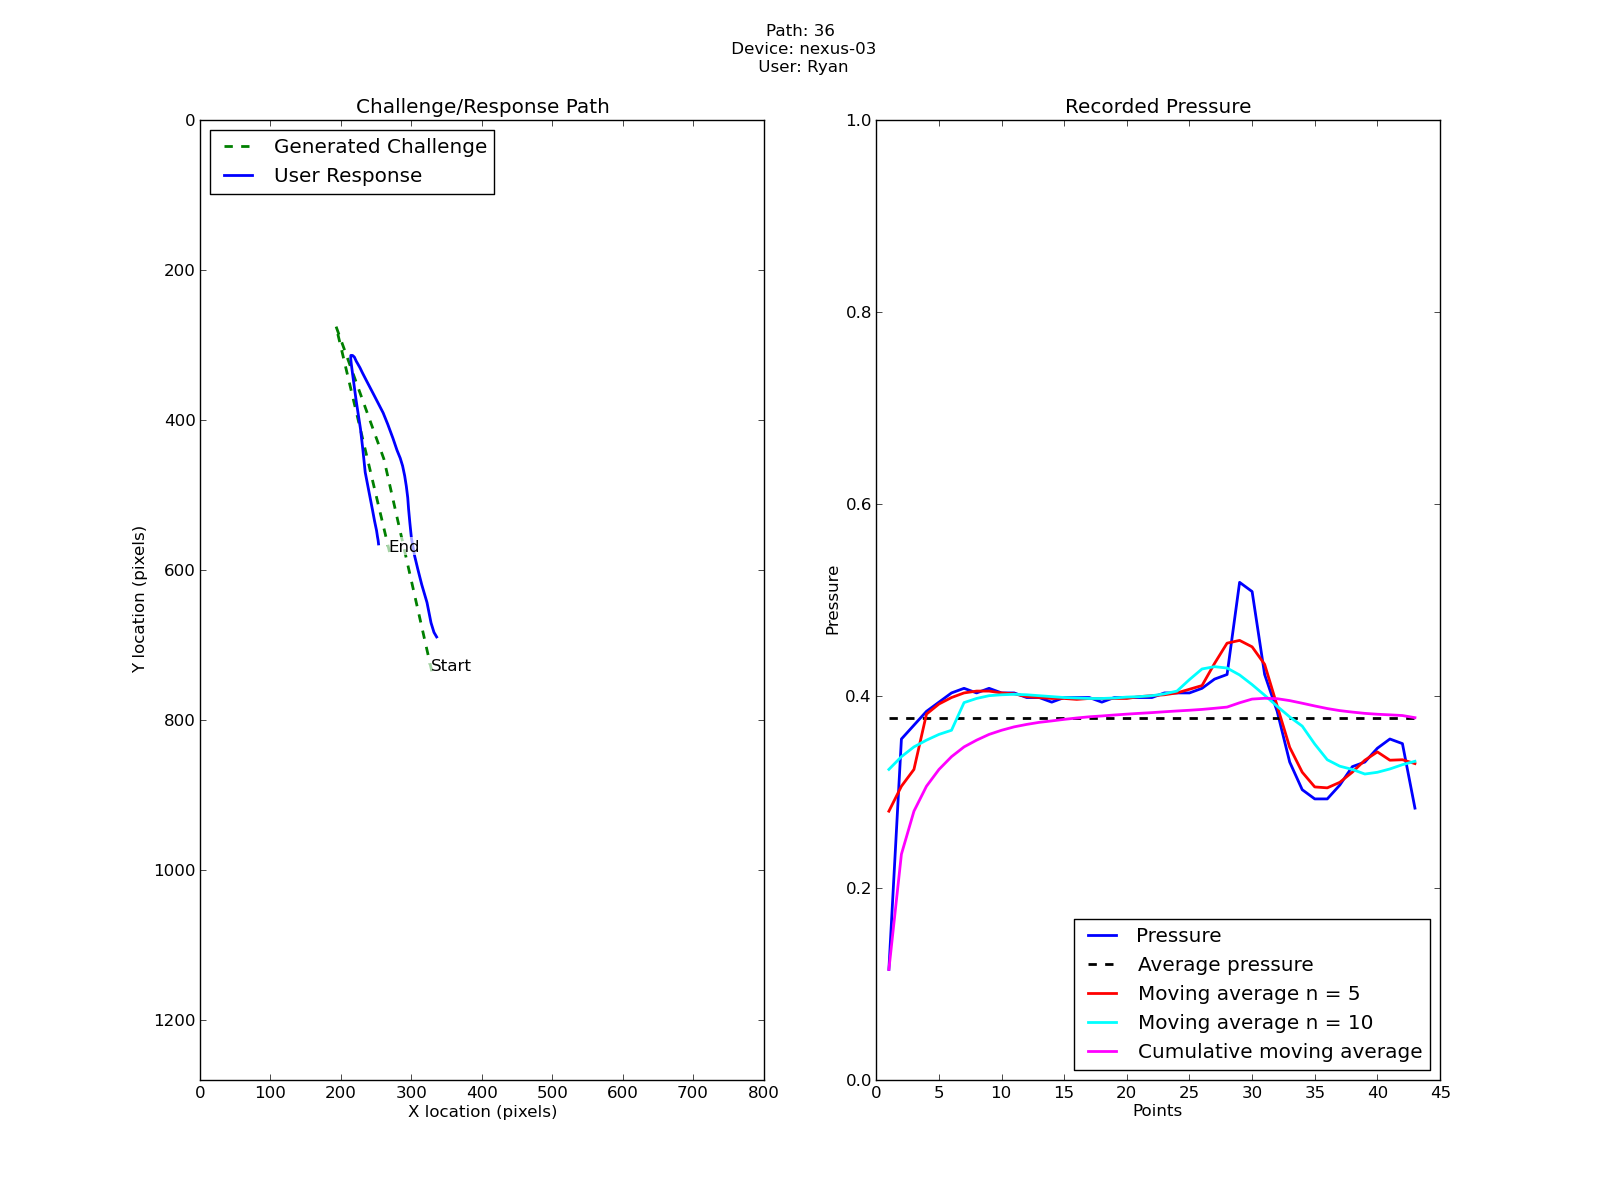 Path: 36
Device: nexus-03
User: Ryan
Challenge/Response Path
Generated Challenge
User Response
0
200
400
600
800
1000
1200
Y location (pixels)
End
Start
0 100 200 300 400 500 600 700 800
X location (pixels)
Recorded Pressure
1.0
0.8
0.6
0.4
0.2
0.0
Pressure
Pressure
Average pressure
Moving average n = 5
Moving average n = 10
Cumulative moving average
0 5 10 15 20 25 30 35 40 45
Points